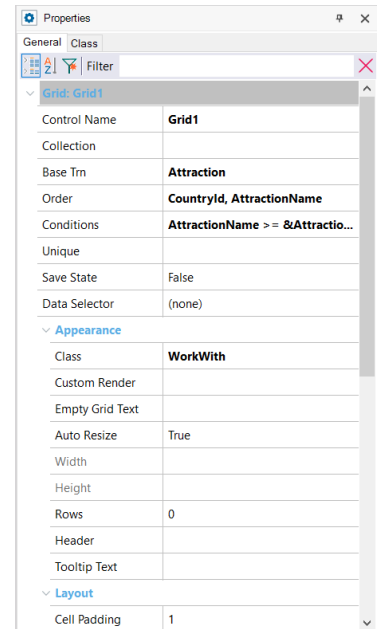 Properties
General Class
Filter
Grid: Grid1
Control Name Grid1
Collection
Base Trn Attraction
Order CountryId, AttractionName
Conditions AttractionName >= &Attractio...
Unique
Save State False
Data Selector (none)
Appearance
Class WorkWith
Custom Render
Empty Grid Text
Auto Resize True
Width
Height
Rows 0
Header
Tooltip Text
Layout
Cell Padding 1